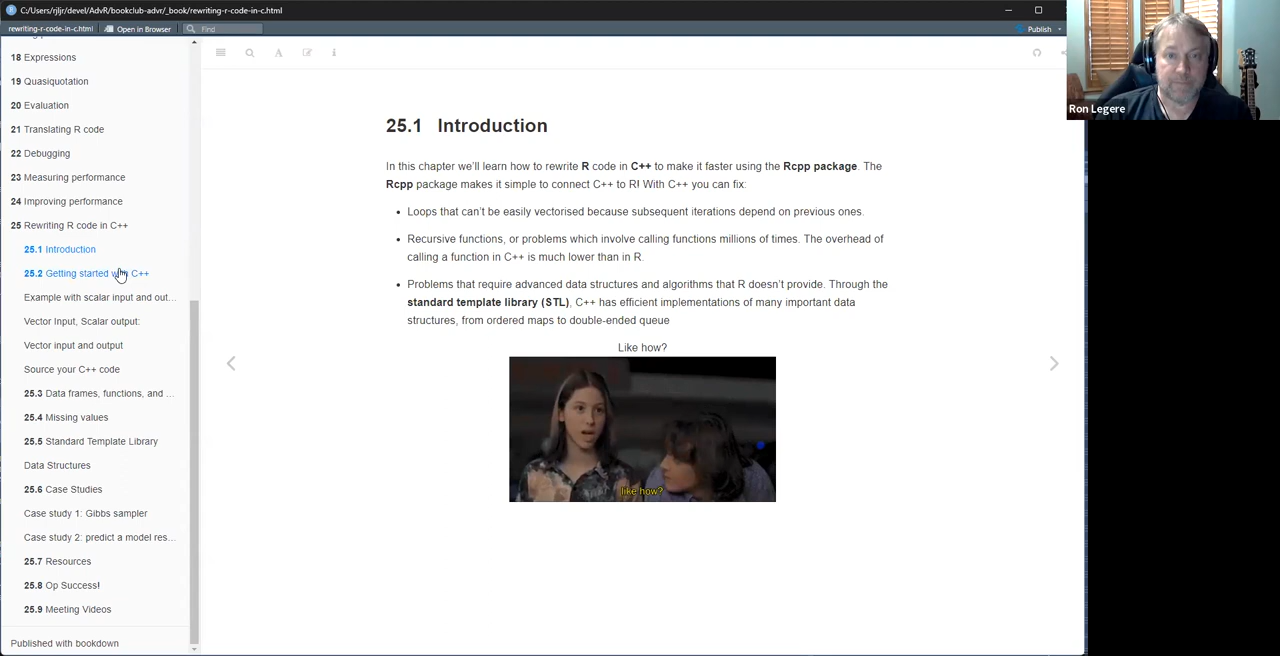 C:/Users/rjljr/devel/AdvR/bookclub-advr/_book/rewriting-r-code-in-c.html
rewriting-r-code-in-c.html
Open in Browser
Find
Publish
18 Expressions
19 Quasiquotation
20 Evaluation
21 Translating R code
22 Debugging
23 Measuring performance
24 Improving performance
25 Rewriting R code in C++
25.1 Introduction
25.2 Getting started with C++
Example with scalar input and out…
Vector Input, Scalar output:
Vector input and output
Source your C++ code
25.3 Data frames, functions, and …
25.4 Missing values
25.5 Standard Template Library
Data Structures
25.6 Case Studies
Case study 1: Gibbs sampler
Case study 2: predict a model res…
25.7 Resources
25.8 Op Success!
25.9 Meeting Videos
Published with bookdown
25.1 Introduction
In this chapter we'll learn how to rewrite R code in C++ to make it faster using the Rcpp package. The
Rcpp package makes it simple to connect C++ to R! With C++ you can fix:
• Loops that can't be easily vectorised because subsequent iterations depend on previous ones.
• Recursive functions, or problems which involve calling functions millions of times. The overhead of
calling a function in C++ is much lower than in R.
• Problems that require advanced data structures and algorithms that R doesn't provide. Through the
standard template library (STL), C++ has efficient implementations of many important data
structures, from ordered maps to double-ended queue
Like how?
like how?
Ron Legere